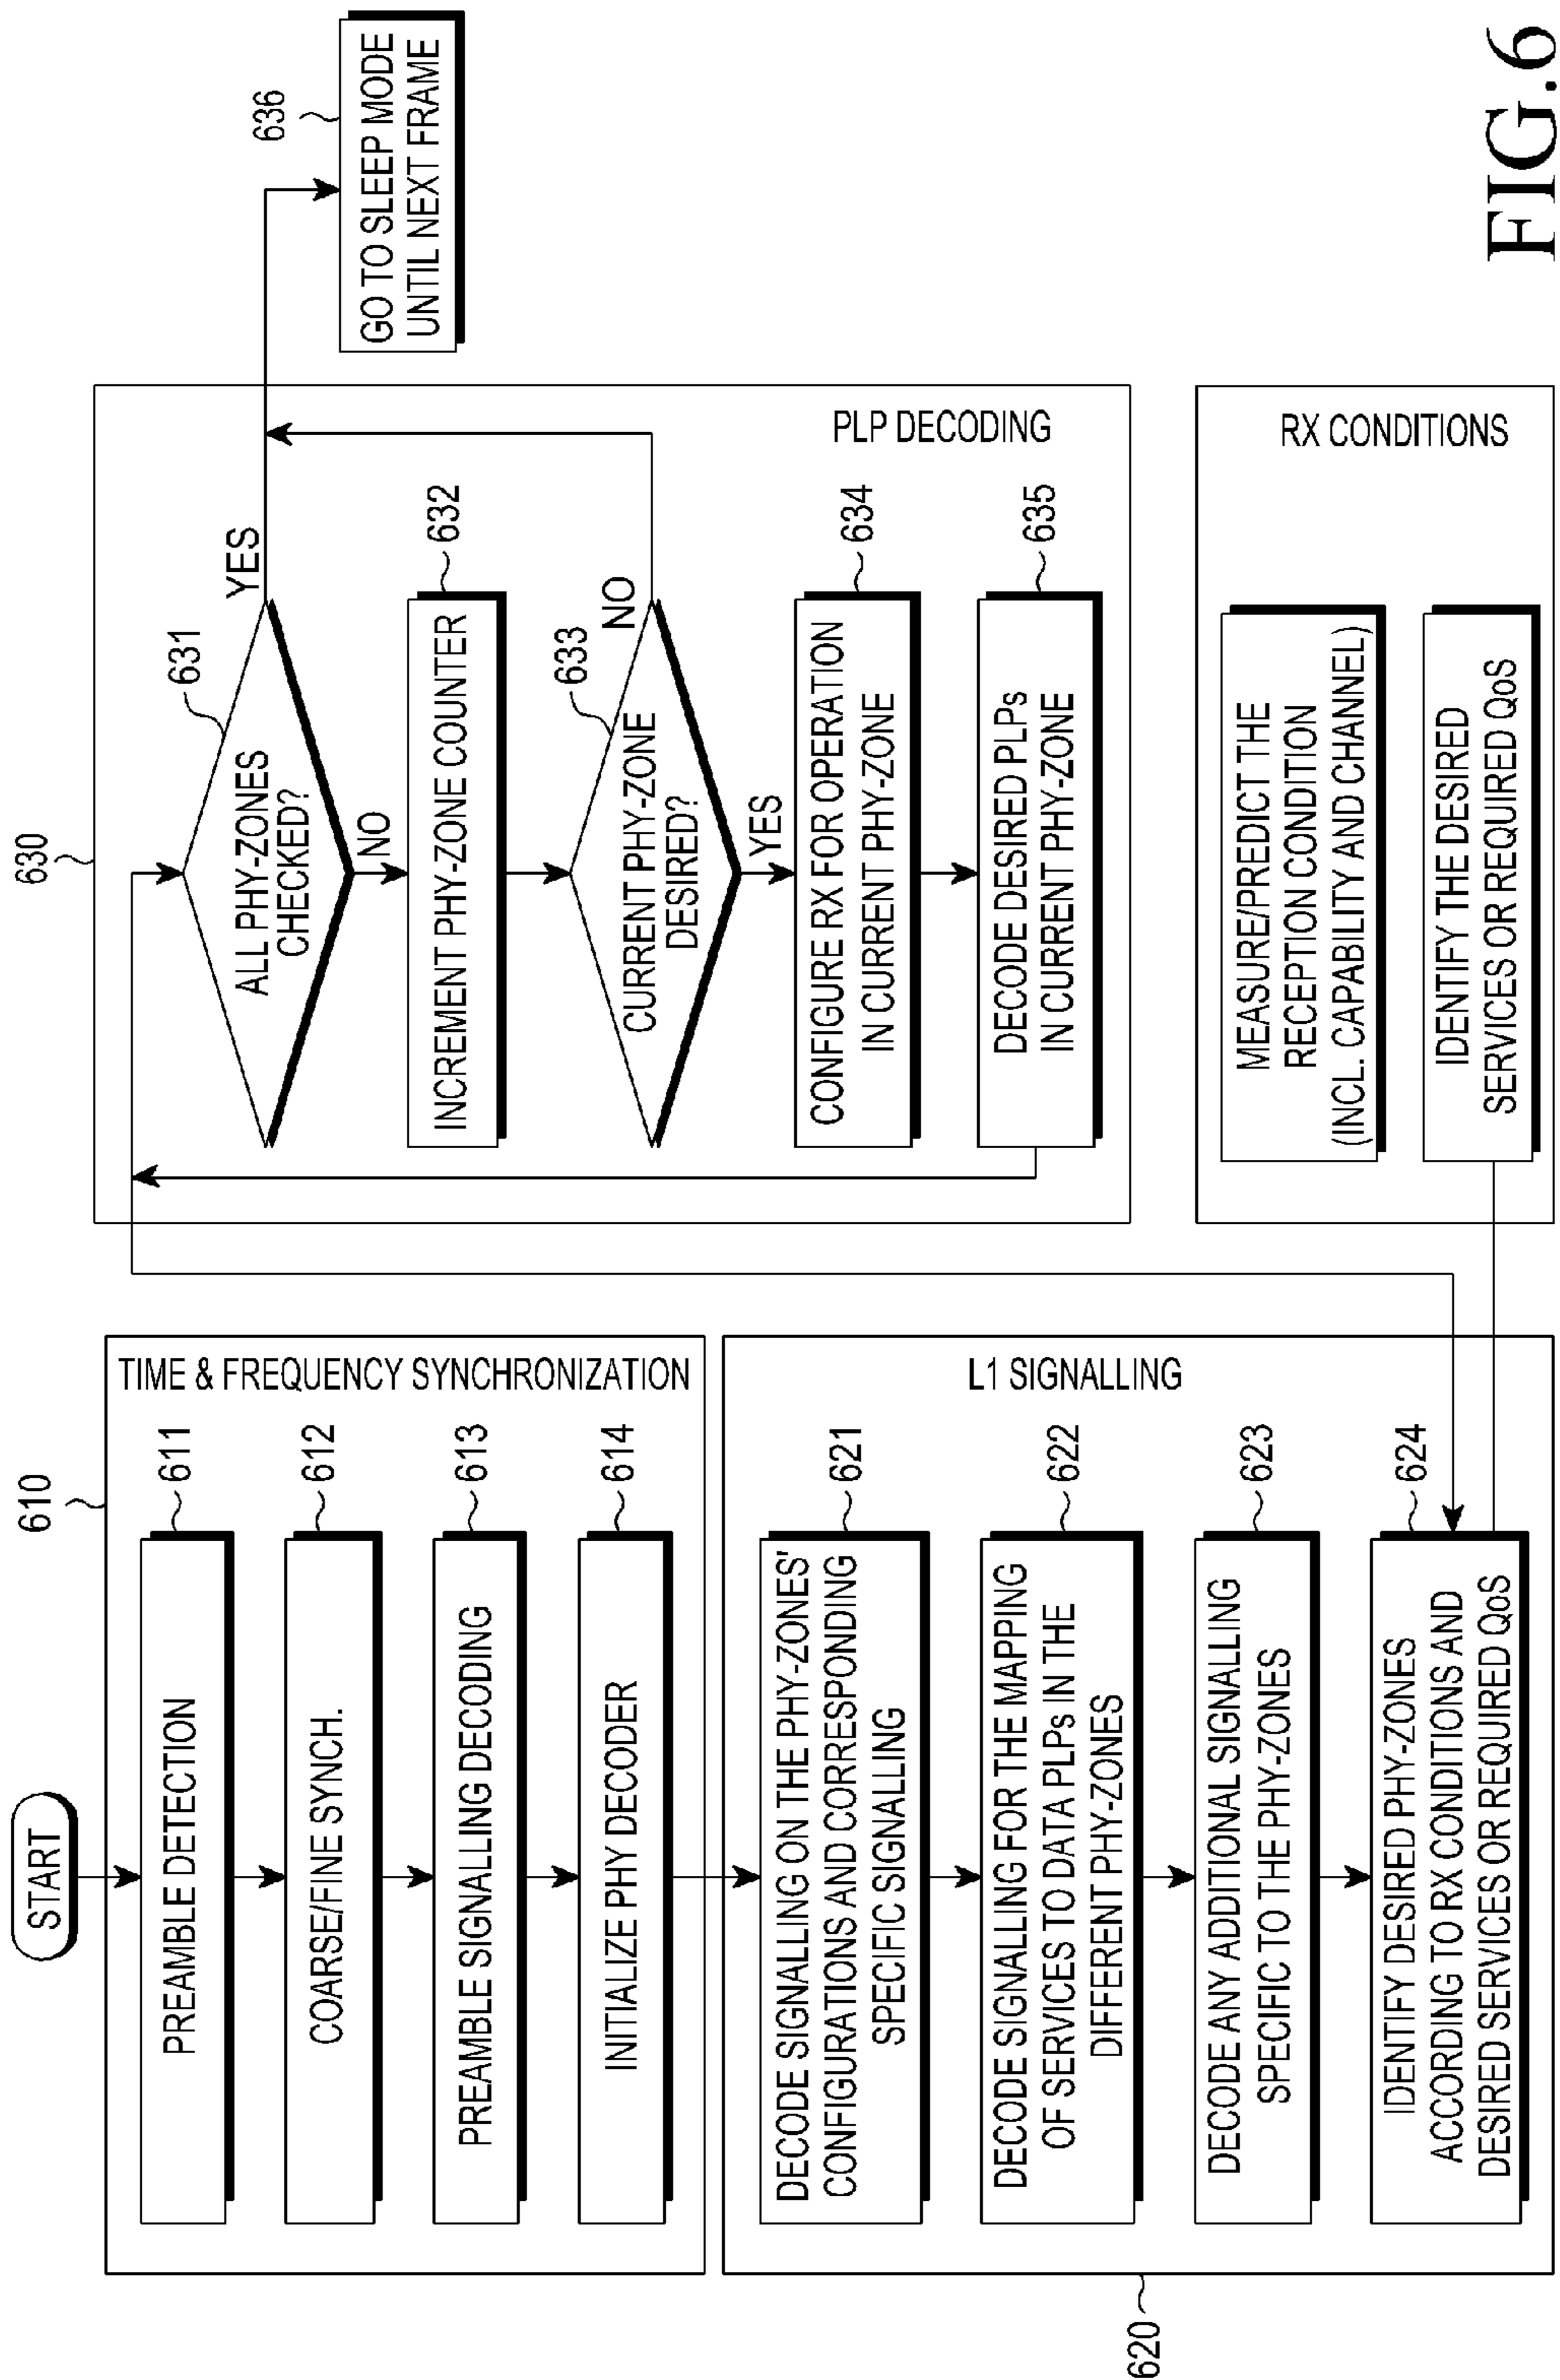 START
610
TIME & FREQUENCY SYNCHRONIZATION
611
PREAMBLE DETECTION
612
COARSE/FINE SYNCH.
613
PREAMBLE SIGNALLING DECODING
614
INITIALIZE PHY DECODER
620
L1 SIGNALLING
621
DECODE SIGNALLING ON THE PHY-ZONES'
CONFIGURATIONS AND CORRESPONDING
SPECIFIC SIGNALLING
622
DECODE SIGNALLING FOR THE MAPPING
OF SERVICES TO DATA PLPs IN THE
DIFFERENT PHY-ZONES
623
DECODE ANY ADDITIONAL SIGNALLING
SPECIFIC TO THE PHY-ZONES
624
IDENTIFY DESIRED PHY-ZONES
ACCORDING TO RX CONDITIONS AND
DESIRED SERVICES OR REQUIRED QoS
630
631
ALL PHY-ZONES
CHECKED?
YES
NO
632
INCREMENT PHY-ZONE COUNTER
633
CURRENT PHY-ZONE
DESIRED?
NO
YES
634
CONFIGURE RX FOR OPERATION
IN CURRENT PHY-ZONE
635
DECODE DESIRED PLPs
IN CURRENT PHY-ZONE
PLP DECODING
636
GO TO SLEEP MODE
UNTIL NEXT FRAME
RX CONDITIONS
MEASURE/PREDICT THE
RECEPTION CONDITION
(INCL. CAPABILITY AND CHANNEL)
IDENTIFY THE DESIRED
SERVICES OR REQUIRED QoS
FIG.6